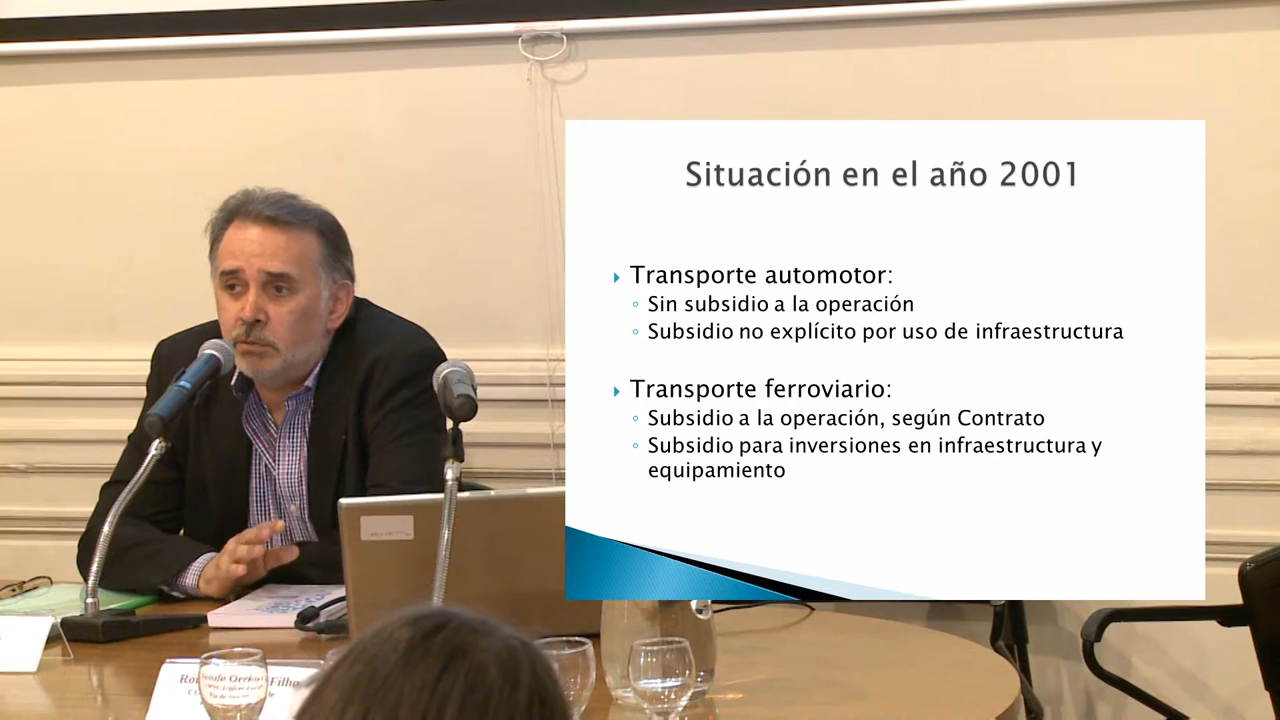 Situación en el año 2001
Transporte automotor:
Sin subsidio a la operación
Subsidio no explícito por uso de infraestructura
Transporte ferroviario:
Subsidio a la operación, según Contrato
Subsidio para inversiones en infraestructura y
equipamiento
Filho